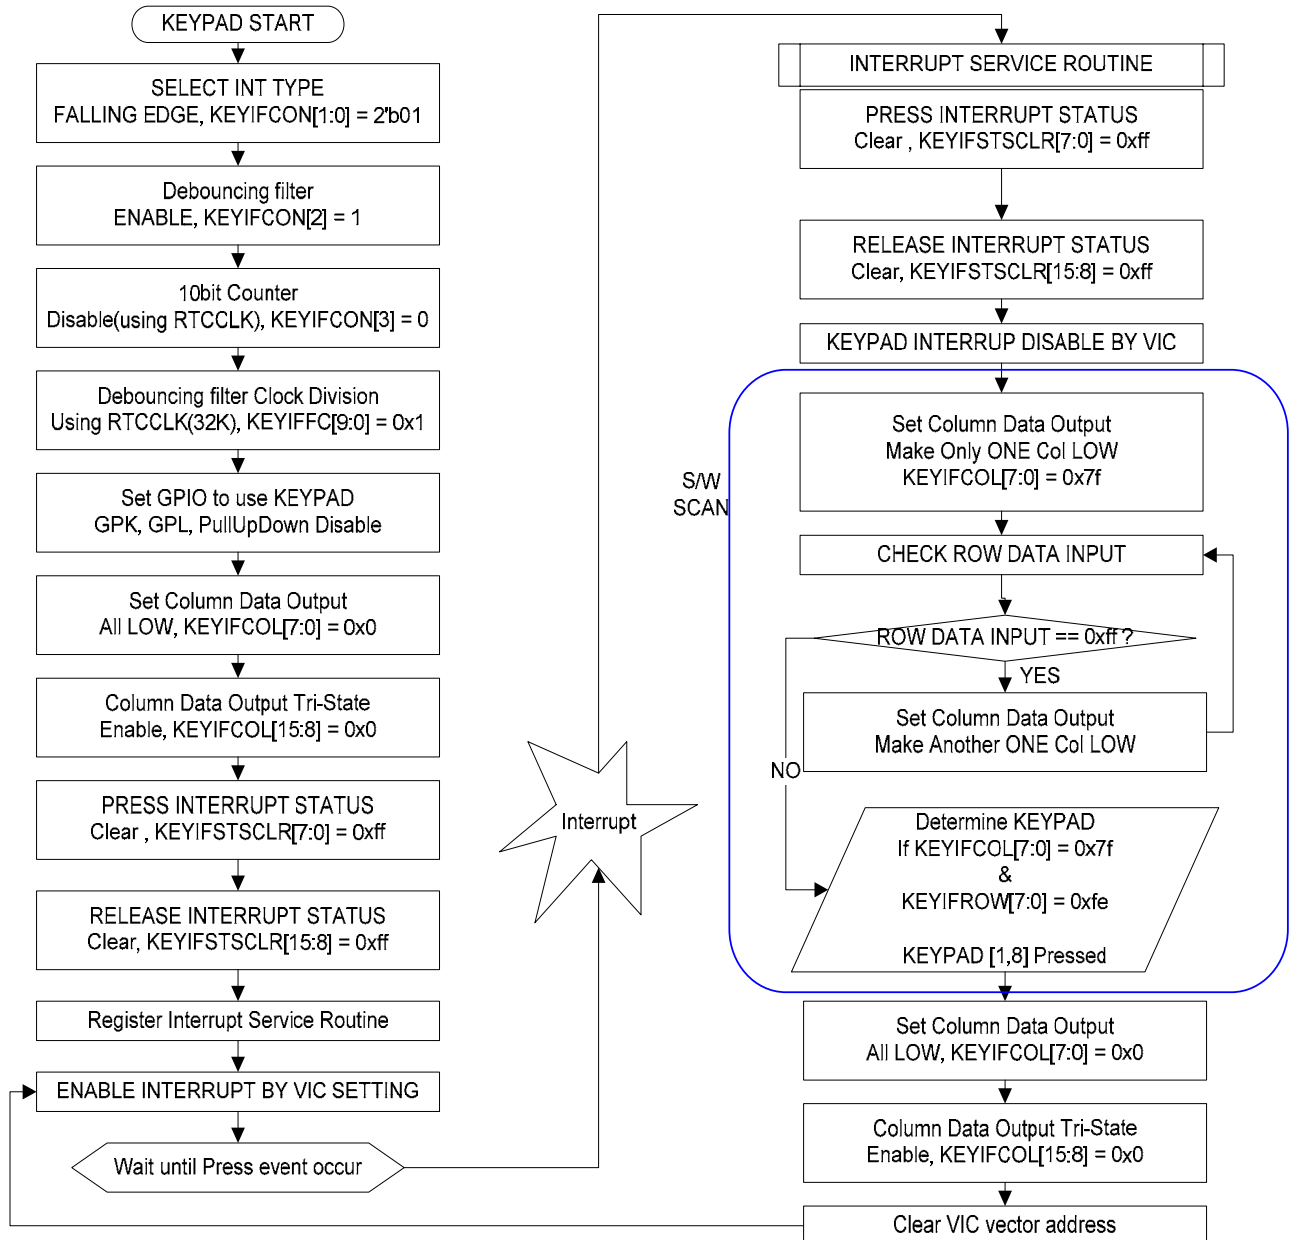 KEYPAD START
SELECT INT TYPE
FALLING EDGE, KEYIFCON[1:0] = 2'b01
Debouncing filter
ENABLE, KEYIFCON[2] = 1
10bit Counter
Disable(using RTCCLK), KEYIFCON[3] = 0
Debouncing filter Clock Division
Using RTCCLK(32K), KEYIFFC[9:0] = 0x1
Set GPIO to use KEYPAD
GPK, GPL, PullUpDown Disable
Set Column Data Output
All LOW, KEYIFCOL[7:0] = 0x0
Column Data Output Tri-State
Enable, KEYIFCOL[15:8] = 0x0
PRESS INTERRUPT STATUS
Clear , KEYIFSTSCLR[7:0] = 0xff
RELEASE INTERRUPT STATUS
Clear, KEYIFSTSCLR[15:8] = 0xff
Register Interrupt Service Routine
ENABLE INTERRUPT BY VIC SETTING
Wait until Press event occur
Interrupt
INTERRUPT SERVICE ROUTINE
PRESS INTERRUPT STATUS
Clear , KEYIFSTSCLR[7:0] = 0xff
RELEASE INTERRUPT STATUS
Clear, KEYIFSTSCLR[15:8] = 0xff
KEYPAD INTERRUP DISABLE BY VIC
S/W
SCAN
Set Column Data Output
Make Only ONE Col LOW
KEYIFCOL[7:0] = 0x7f
CHECK ROW DATA INPUT
ROW DATA INPUT == 0xff ?
YES
Set Column Data Output
Make Another ONE Col LOW
NO
Determine KEYPAD
If KEYIFCOL[7:0] = 0x7f
&
KEYIFROW[7:0] = 0xfe
KEYPAD [1,8] Pressed
Set Column Data Output
All LOW, KEYIFCOL[7:0] = 0x0
Column Data Output Tri-State
Enable, KEYIFCOL[15:8] = 0x0
Clear VIC vector address